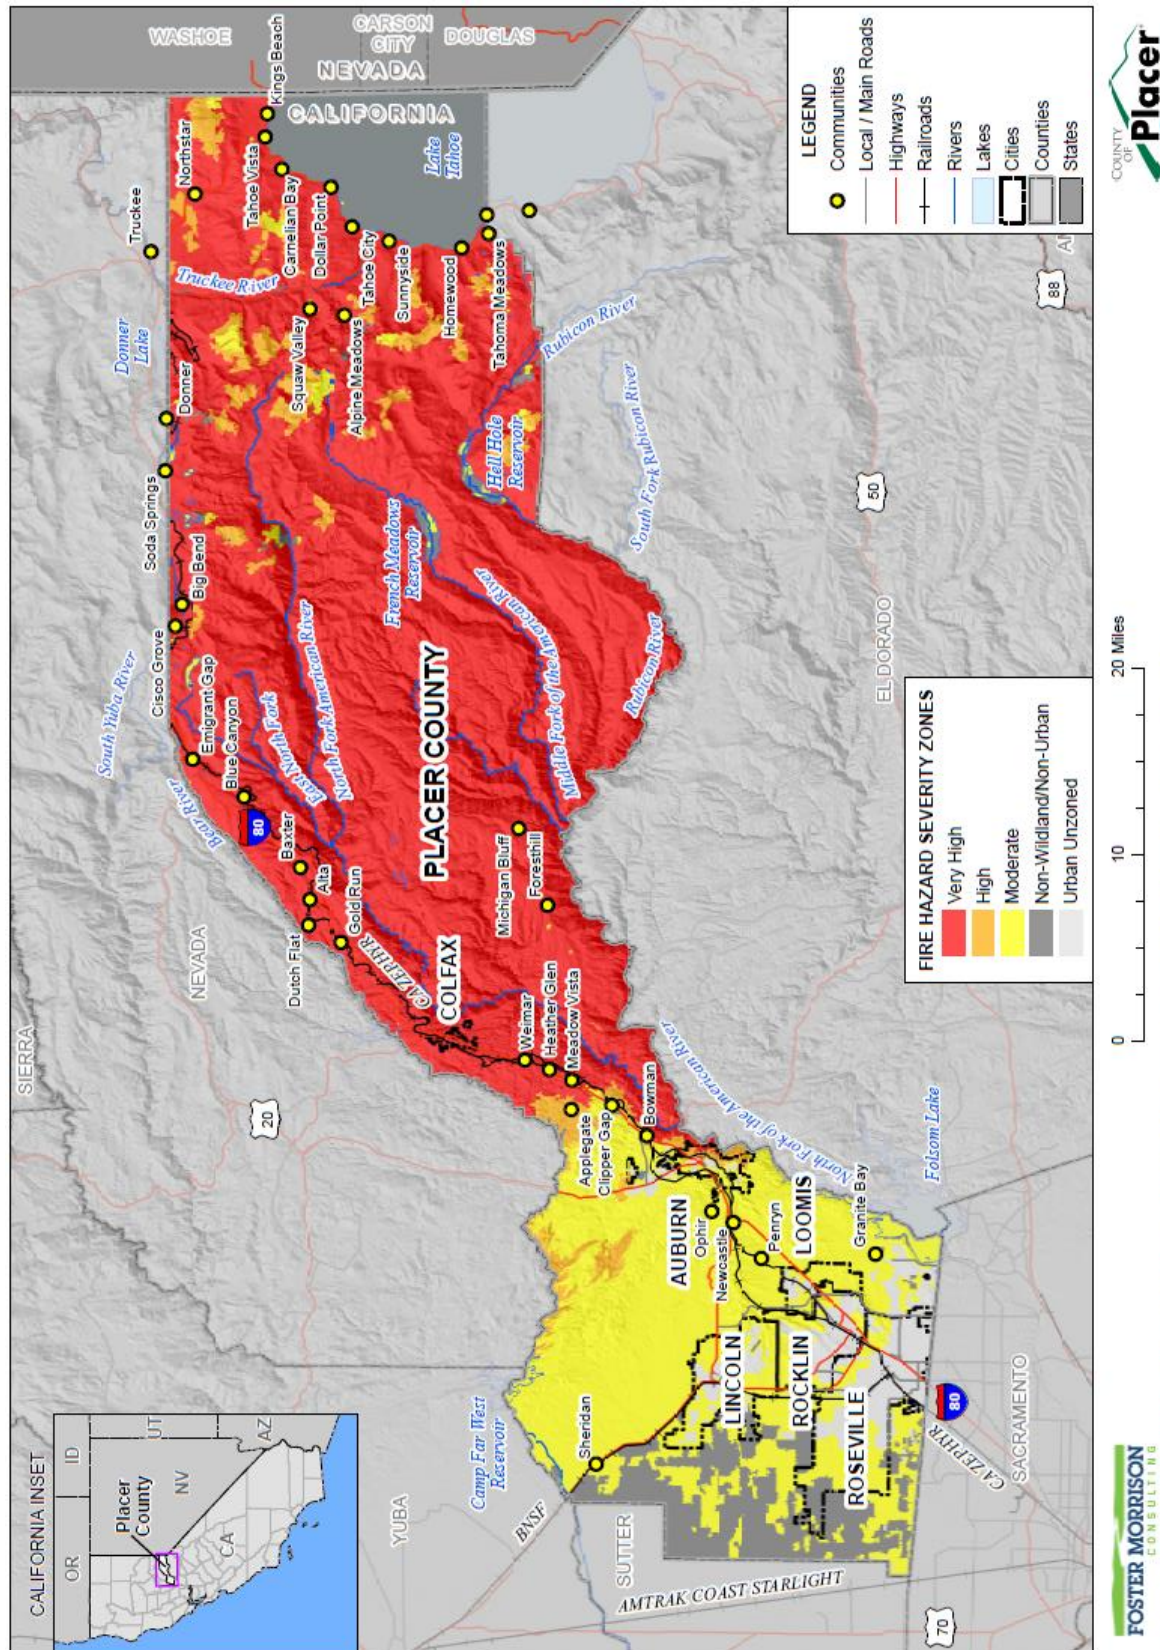 CALIFORNIA INSET
OR
ID
UT
NV
CA
AZ
Placer
County
SIERRA
NEVADA
YUBA
SUTTER
SACRAMENTO
EL DORADO
WASHOE
CARSON
CITY
DOUGLAS
NEVADA
CALIFORNIA
20
80
80
70
50
88
South Yuba River
Bear River
Donner
Lake
Truckee River
Lake
Tahoe
Truckee
Northstar
Kings Beach
Tahoe Vista
Carnelian Bay
Dollar Point
Tahoe City
Sunnyside
Homewood
Tahoma Meadows
Squaw Valley
Alpine Meadows
Donner
Soda Springs
Big Bend
Cisco Grove
Emigrant Gap
Blue Canyon
Baxter
Alta
Dutch Flat
Gold Run
East North Fork
North Fork American River
French Meadows
Reservoir
Hell Hole
Reservoir
Rubicon River
South Fork Rubicon River
Middle Fork of the American River
Rubicon River
PLACER COUNTY
Michigan Bluff
Foresthill
CA ZEPHYR
COLFAX
Weimar
Heather Glen
Meadow Vista
Applegate
Clipper Gap
Bowman
North Fork of the American River
Folsom Lake
Camp Far West
Reservoir
Sheridan
AUBURN
Ophir
Newcastle
Penryn
LOOMIS
Granite Bay
LINCOLN
ROCKLIN
ROSEVILLE
BNSF
AMTRAK COAST STARLIGHT
CA ZEPHYR
FIRE HAZARD SEVERITY ZONES
Very High
High
Moderate
Non-Wildland/Non-Urban
Urban Unzoned
LEGEND
Communities
Local / Main Roads
Highways
Railroads
Rivers
Lakes
Cities
Counties
States
0
10
20 Miles
FOSTER MORRISON
CONSULTING
COUNTY
OF
Placer